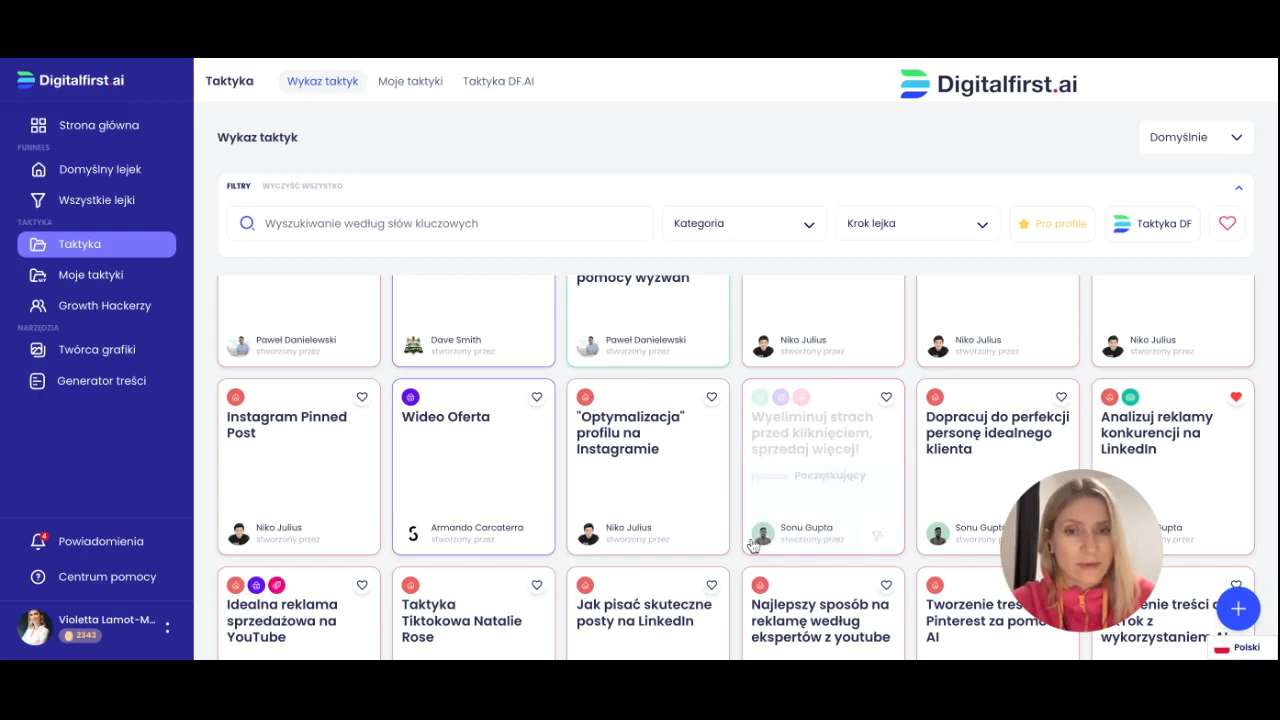 Digitalfirst.ai
Taktyka
Wykaz taktyk
Moje taktyki
Taktyka DF.AI
Digitalfirst.ai
Strona główna
FUNNELS
Domyślny lejek
Wszystkie lejki
TAKTYKA
Taktyka
Moje taktyki
Growth Hackerzy
NARZĘDZIA
Twórca grafiki
Generator treści
Powiadomienia
4
Centrum pomocy
Violetta Lamot-M...
2343
Wykaz taktyk
Domyślnie
FILTRY
WYCZYŚĆ WSZYSTKO
Wyszukiwanie według słów kluczowych
Kategoria
Krok lejka
Pro profile
Taktyka DF
pomocy wyzwań
Paweł Danielewski
stworzony przez
Dave Smith
stworzony przez
Paweł Danielewski
stworzony przez
Niko Julius
stworzony przez
Niko Julius
stworzony przez
Niko Julius
stworzony przez
Instagram Pinned
Post
Niko Julius
stworzony przez
Wideo Oferta
Armando Carcaterra
stworzony przez
"Optymalizacja"
profilu na
Instagramie
Niko Julius
stworzony przez
Wyeliminuj strach
przed kliknięciem,
sprzedaj więcej!
Początkujący
Sonu Gupta
stworzony przez
Dopracuj do perfekcji
personę idealnego
klienta
Sonu Gupta
stworzony
Analizuj reklamy
konkurencji na
LinkedIn
Gupta
przez
Idealna reklama
sprzedażowa na
YouTube
Taktyka
Tiktokowa Natalie
Rose
Jak pisać skuteczne
posty na LinkedIn
Najlepszy sposób na
reklamę według
ekspertów z youtube
Tworzenie
Pinterest za
AI
treści
z
wykorzystaniem AI
Polski